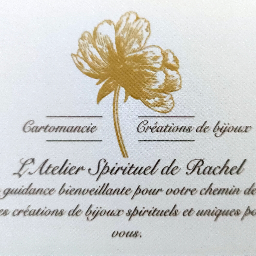 Cartomancie Créations de bijoux
L'Atelier Spirituel de Rachel
guidance bienveillante pour votre chemin de
créations de bijoux spirituels et uniques
vous.